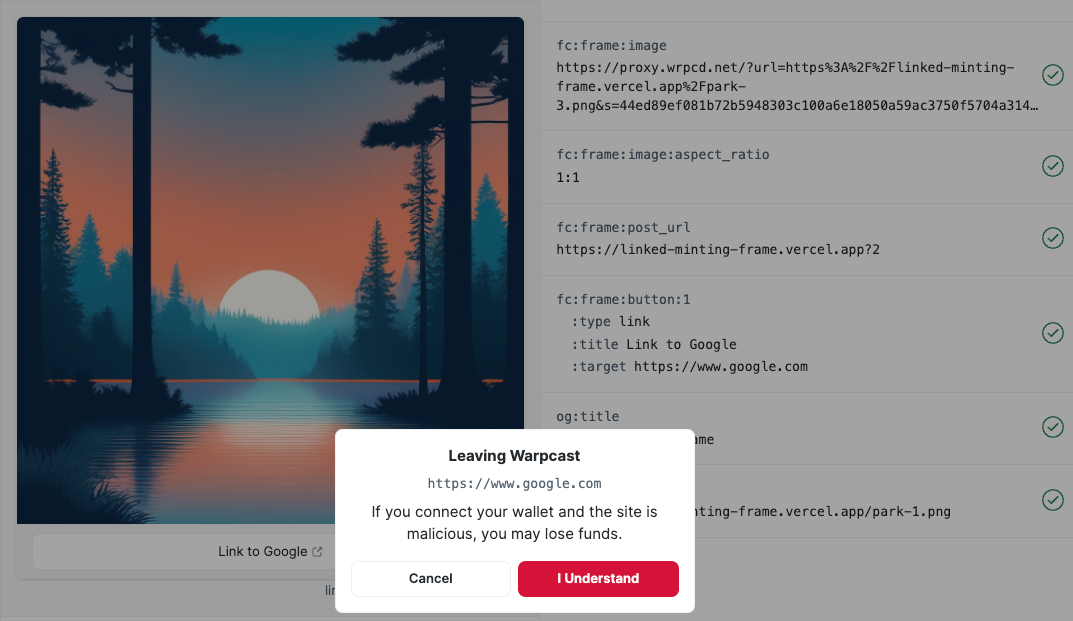 fc:frame:image
https://proxy.wrpcd.net/?url=https%3A%2F%2Flinked-minting-
frame.vercel.app%2Fpark-
3.png&s=44ed89ef081b72b5948303c100a6e18050a59ac3750f5704a314…
fc:frame:image:aspect_ratio
1:1
fc:frame:post_url
https://linked-minting-frame.vercel.app?2
fc:frame:button:1
:type link
:title Link to Google
:target https://www.google.com
og:title
ame
nting-frame.vercel.app/park-1.png
Link to Google
lin
Leaving Warpcast
https://www.google.com
If you connect your wallet and the site is
malicious, you may lose funds.
Cancel
I Understand